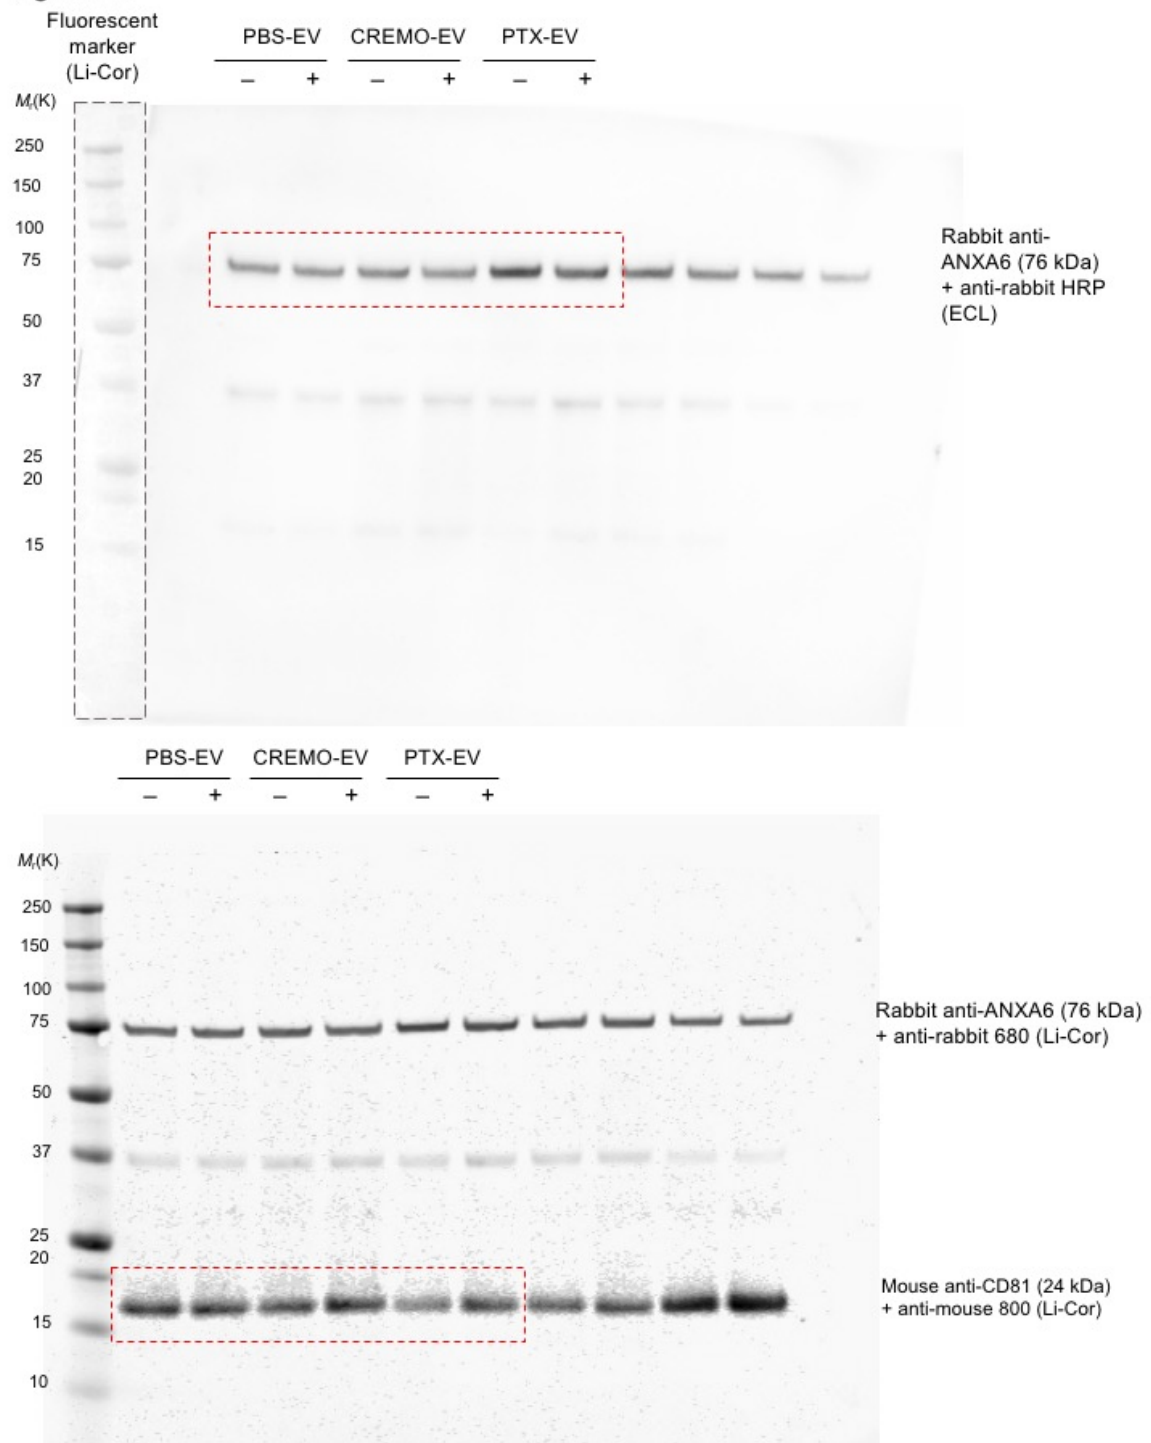 Fluorescent
marker
(Li-Cor)
PBS-EV CREMO-EV PTX-EV
– + – + – +
Mr(K)
250
150
100
75
50
37
25
20
15
Rabbit anti-
ANXA6 (76 kDa)
+ anti-rabbit HRP
(ECL)
PBS-EV CREMO-EV PTX-EV
– + – + – +
Mr(K)
250
150
100
75
50
37
25
20
15
10
Rabbit anti-ANXA6 (76 kDa)
+ anti-rabbit 680 (Li-Cor)
Mouse anti-CD81 (24 kDa)
+ anti-mouse 800 (Li-Cor)